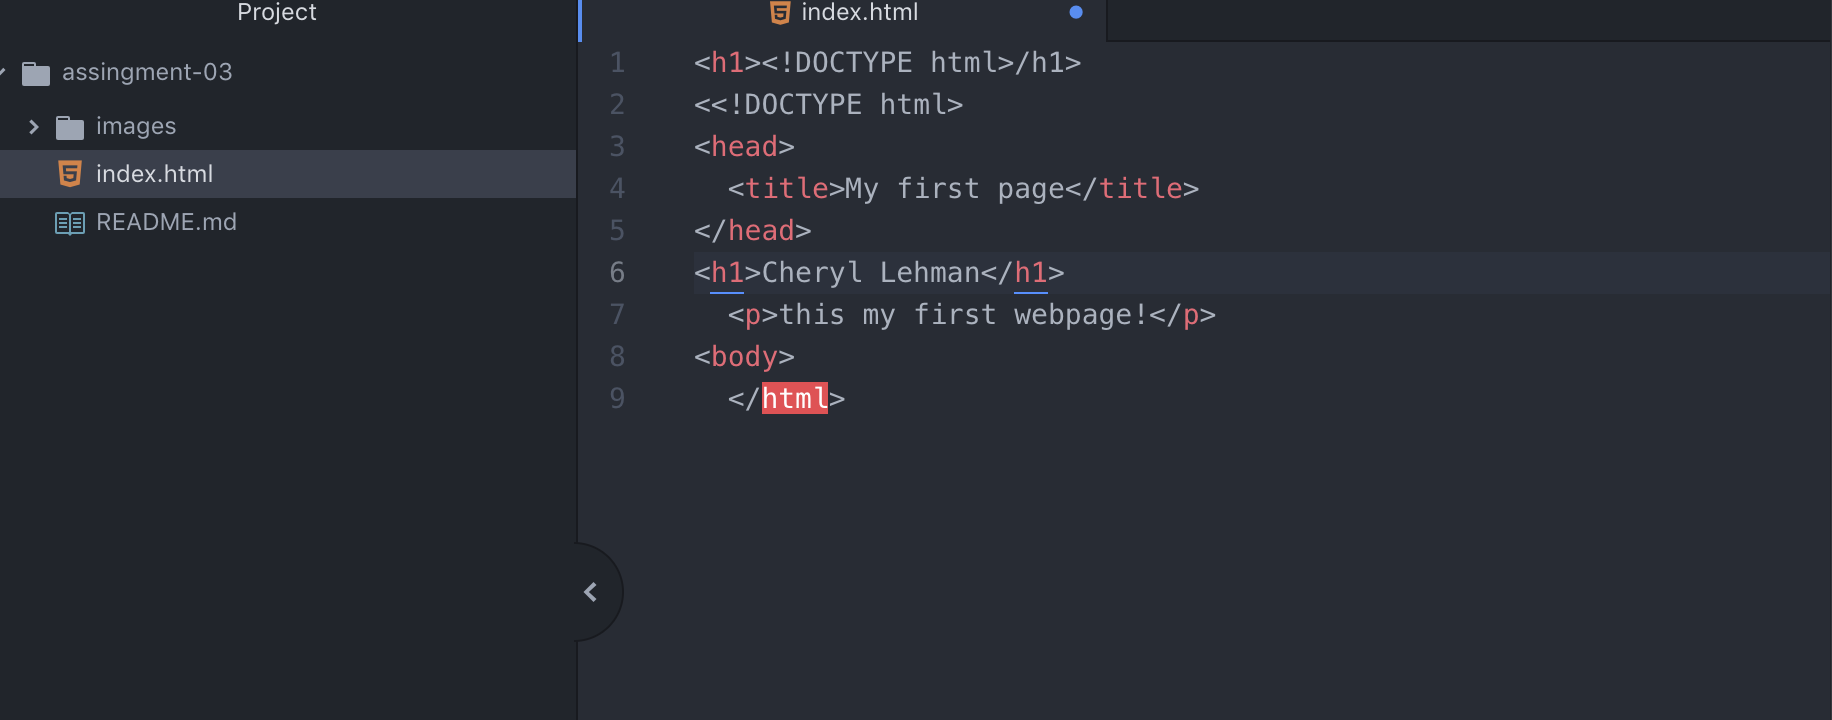 Project
assingment-03
images
index.html
README.md
index.html
1 <h1><!DOCTYPE html>/h1>
2 <<!DOCTYPE html>
3 <head>
4   <title>My first page</title>
5 </head>
6 <h1>Cheryl Lehman</h1>
7   <p>this my first webpage!</p>
8 <body>
9   </html>